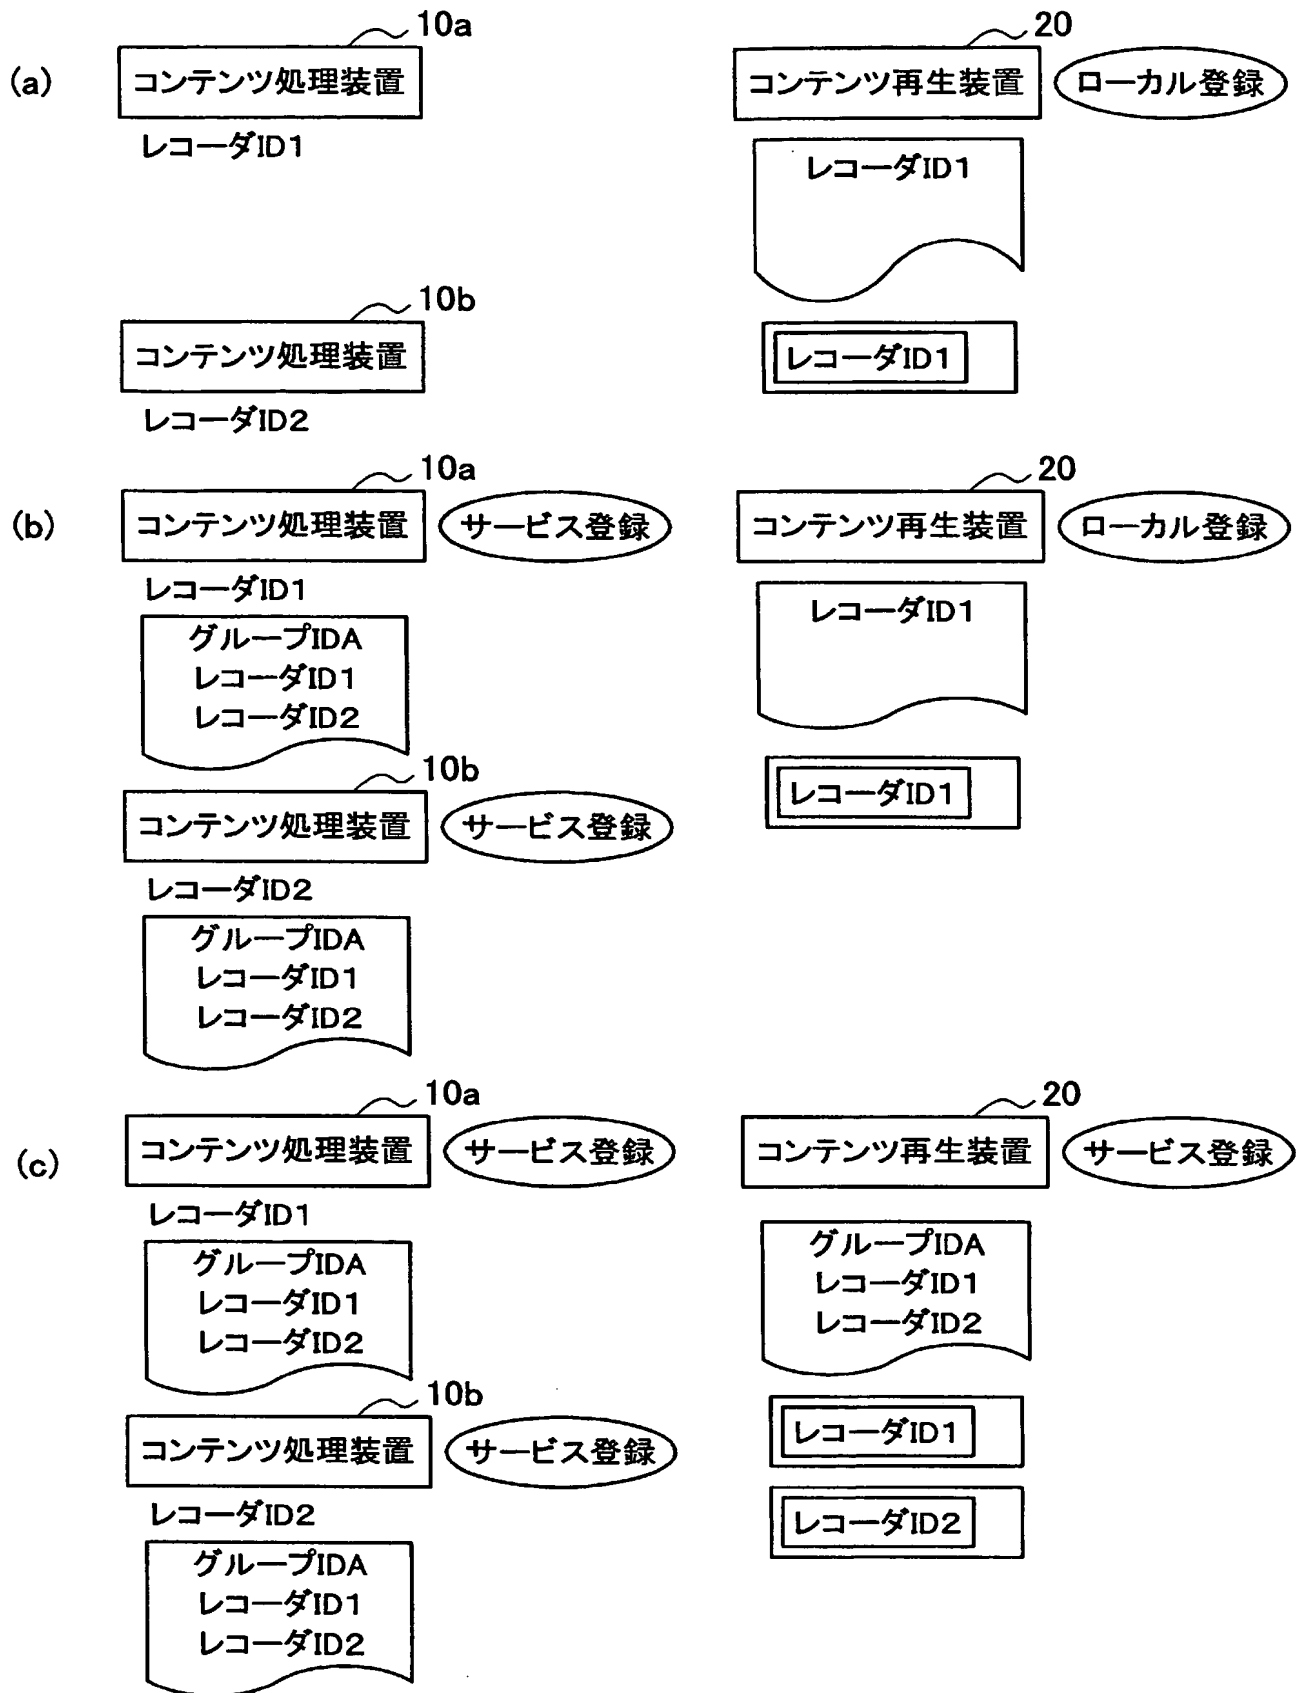 (a)
10a
コンテンツ処理装置
レコーダID1
20
コンテンツ再生装置
ローカル登録
レコーダID1
10b
コンテンツ処理装置
レコーダID2
レコーダID1
(b)
10a
コンテンツ処理装置
サービス登録
レコーダID1
グループIDA
レコーダID1
レコーダID2
20
コンテンツ再生装置
ローカル登録
レコーダID1
レコーダID1
10b
コンテンツ処理装置
サービス登録
レコーダID2
グループIDA
レコーダID1
レコーダID2
(c)
10a
コンテンツ処理装置
サービス登録
レコーダID1
グループIDA
レコーダID1
レコーダID2
20
コンテンツ再生装置
サービス登録
グループIDA
レコーダID1
レコーダID2
レコーダID1
レコーダID2
10b
コンテンツ処理装置
サービス登録
レコーダID2
グループIDA
レコーダID1
レコーダID2